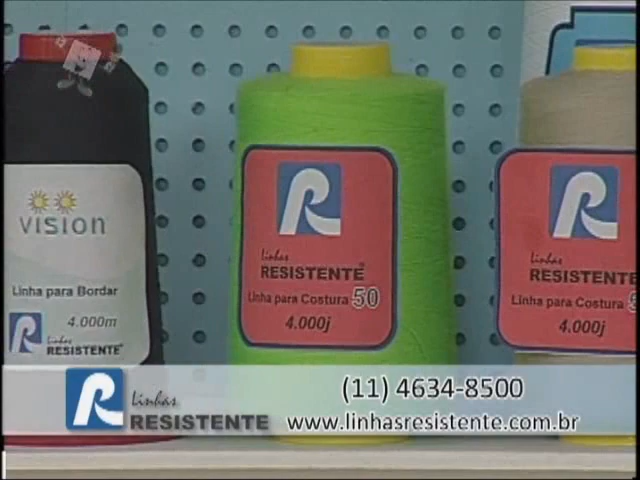 vision
Linha para Bordar
4.000m
R
Linhas
RESISTENTE
R
Linhas
RESISTENTE®
Linha para Costura 50
4.000j
R
Linhas
RESISTENTE
Linha para Costura
4.000j
R
Linhas
RESISTENTE
(11) 4634-8500
www.linhasresistente.com.br